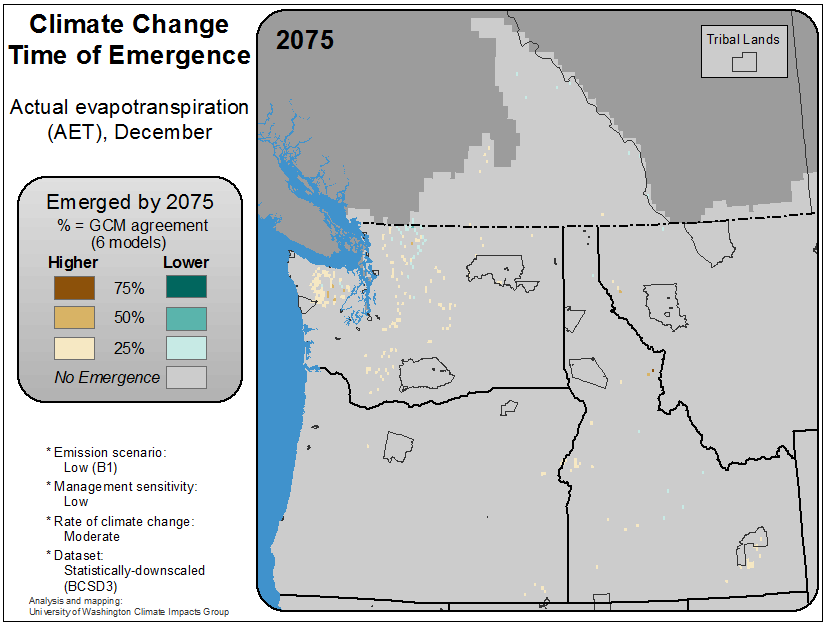 Climate Change
Time of Emergence
Actual evapotranspiration
(AET), December
Emerged by 2075
% = GCM agreement
(6 models)
Higher Lower
75%
50%
25%
No Emergence
* Emission scenario:
Low (B1)
* Management sensitivity:
Low
* Rate of climate change:
Moderate
* Dataset:
Statistically-downscaled
(BCSD3)
Analysis and mapping:
University of Washington Climate Impacts Group
2075
Tribal Lands